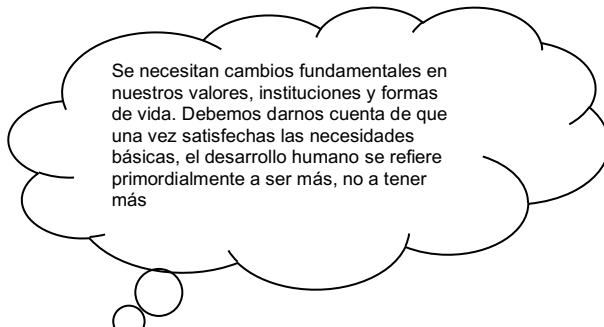 Se necesitan cambios fundamentales en
nuestros valores, instituciones y formas
de vida. Debemos darnos cuenta de que
una vez satisfechas las necesidades
básicas, el desarrollo humano se refiere
primordialmente a ser más, no a tener
más